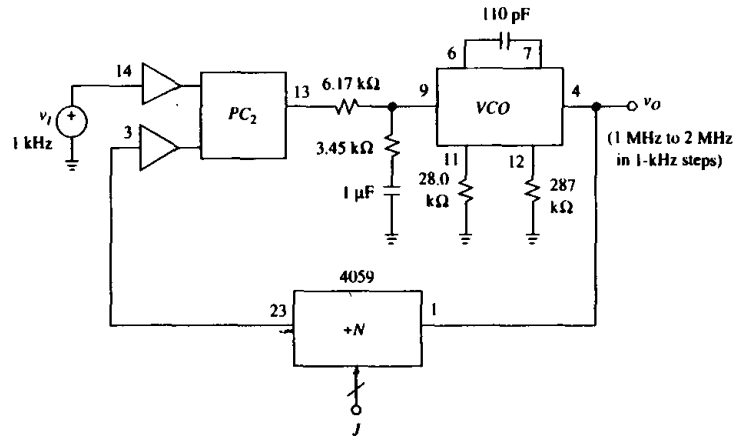 110 pF
6 7
14 13 6.17 kΩ 9 VCO 4 vO
PC2
vI + 3
1 kHz
(1 MHz to 2 MHz
in 1-kHz steps)
3.45 kΩ
11 12
1 μF 28.0
kΩ
287
kΩ
4059
23 +N 1
J